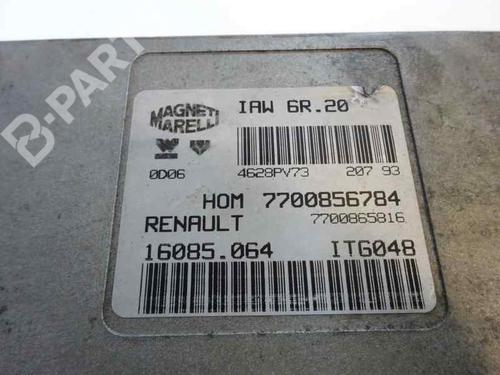 B-PARTS
MAGNETI MARELLI
IAW 6R.20
0D06
4628PV73 207 93
HOM 7700856784
RENAULT 7700865816
16085.064 ITG048